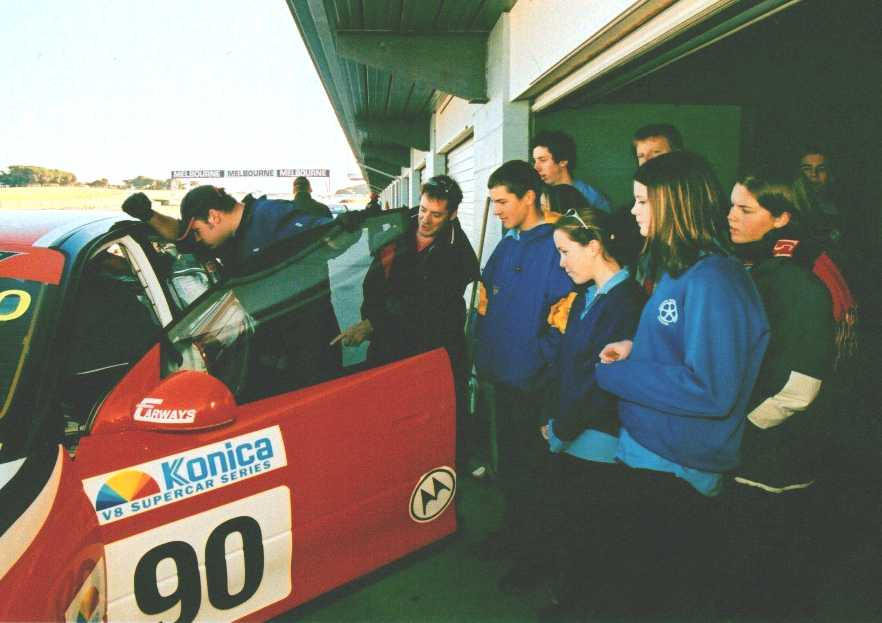 MELBOURNE MELBOURNE MELBOURNE
CARWAYS
Konica
V8 SUPERCAR SERIES
90